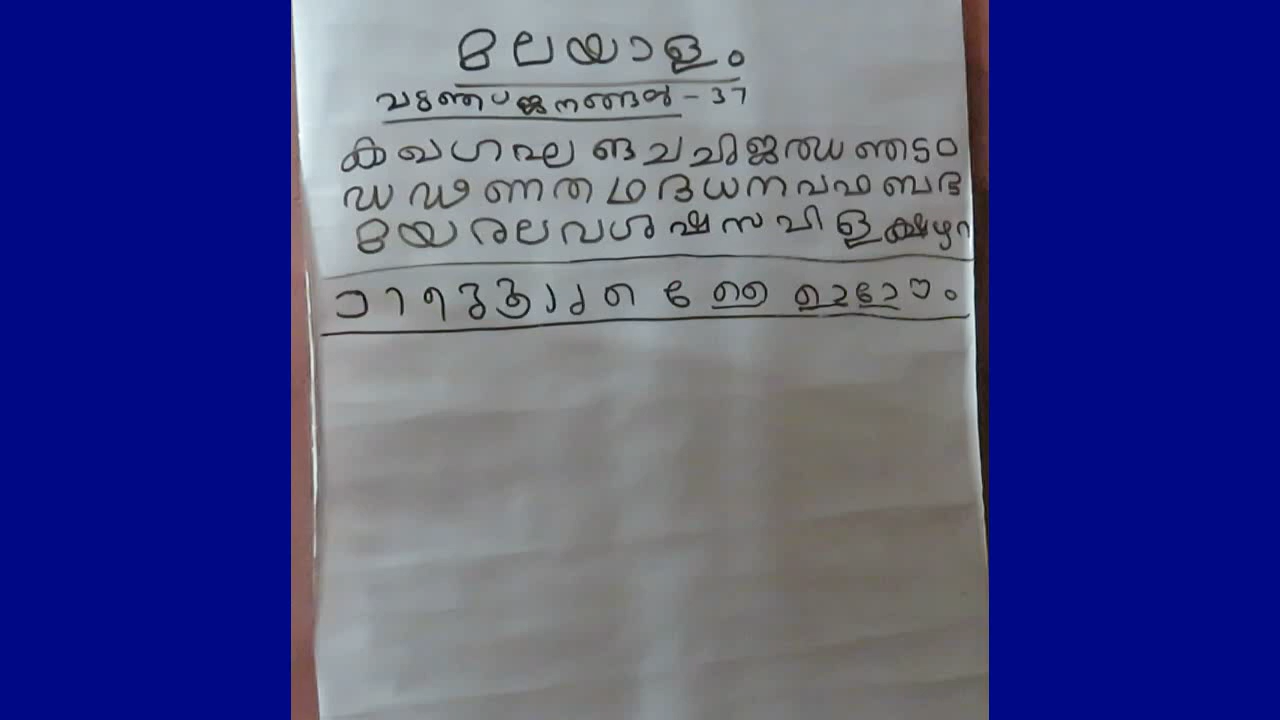 മലയാളം
വ്യഞ്ജനങ്ങൾ - 37
ക ഖ ഗ ഘ ങ ച ഛ ജ ഝ ഞ ട ഠ
ഡ ഢ ണ ത ഥ ദ ധ ന പ ഫ ബ ഭ
മ യ ര ല വ ശ ഷ സ ഹ ള ക്ഷ ഴ റ
ാ ി ീ ു ൂ ൃ െ േ ൈ ൊ ോ ൗ ം